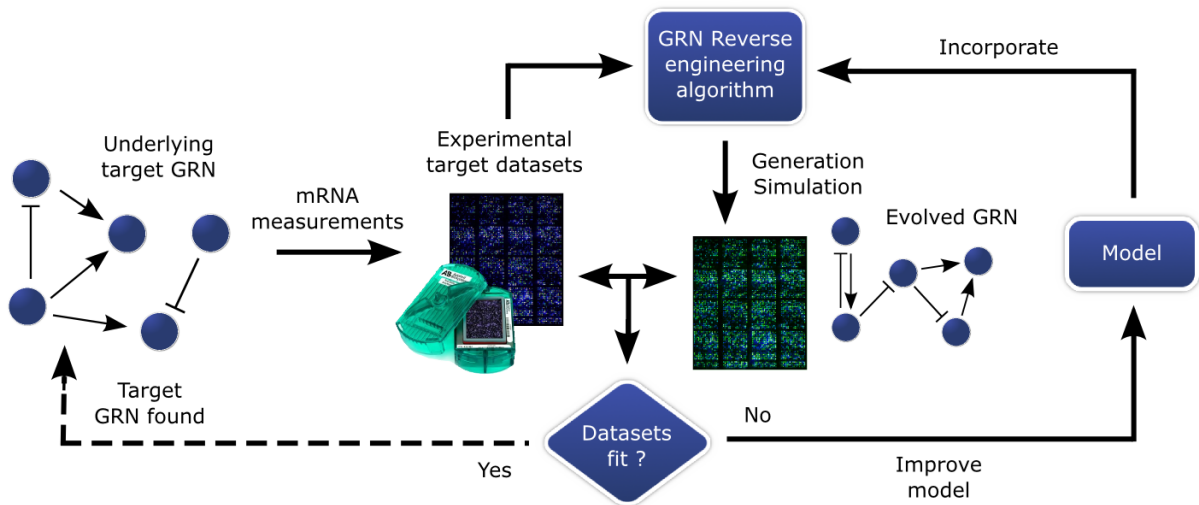 GRN Reverse
engineering
algorithm
Incorporate
Underlying
target GRN
Experimental
target datasets
mRNA
measurements
Generation
Simulation
Evolved GRN
Model
Target
GRN found
Datasets
fit ?
No
Yes
Improve
model